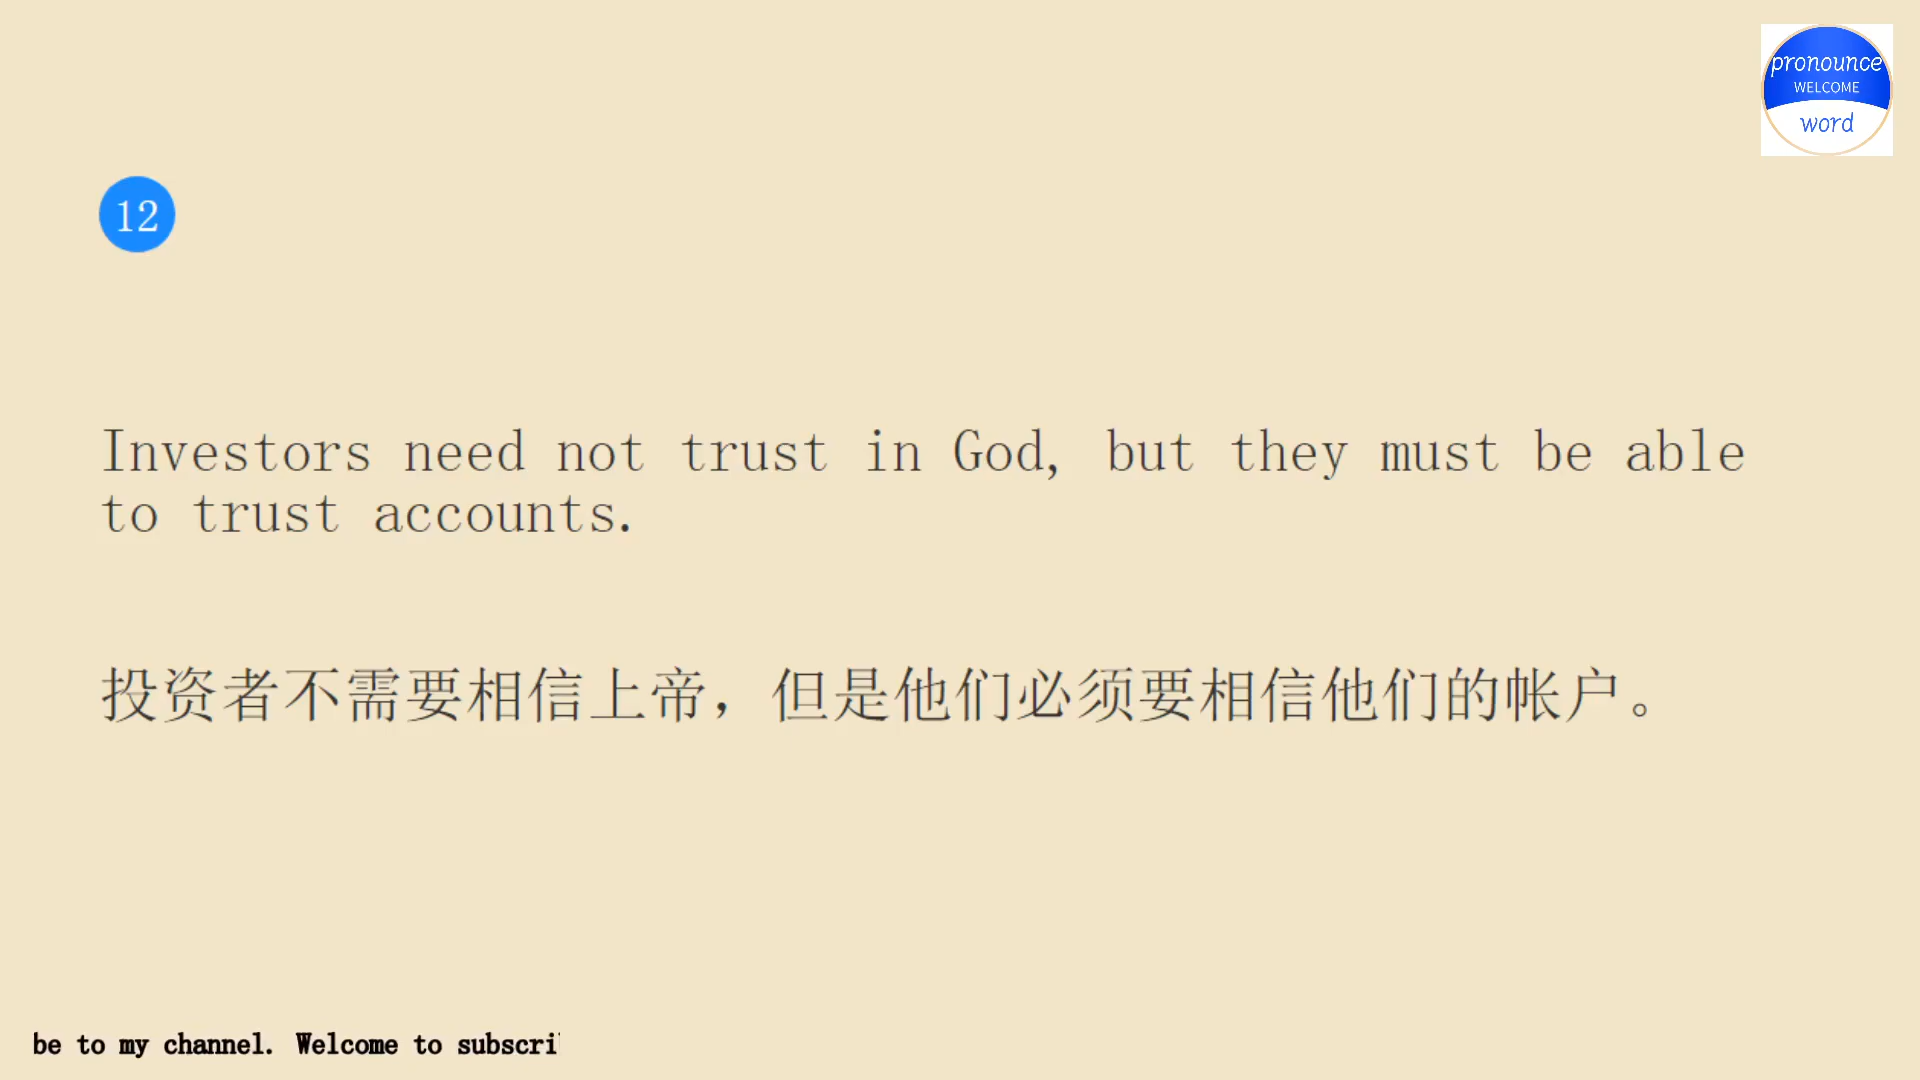 pronounce
WELCOME
word
12
Investors need not trust in God, but they must be able
to trust accounts.
投资者不需要相信上帝，但是他们必须要相信他们的帐户。
be to my channel. Welcome to subscri